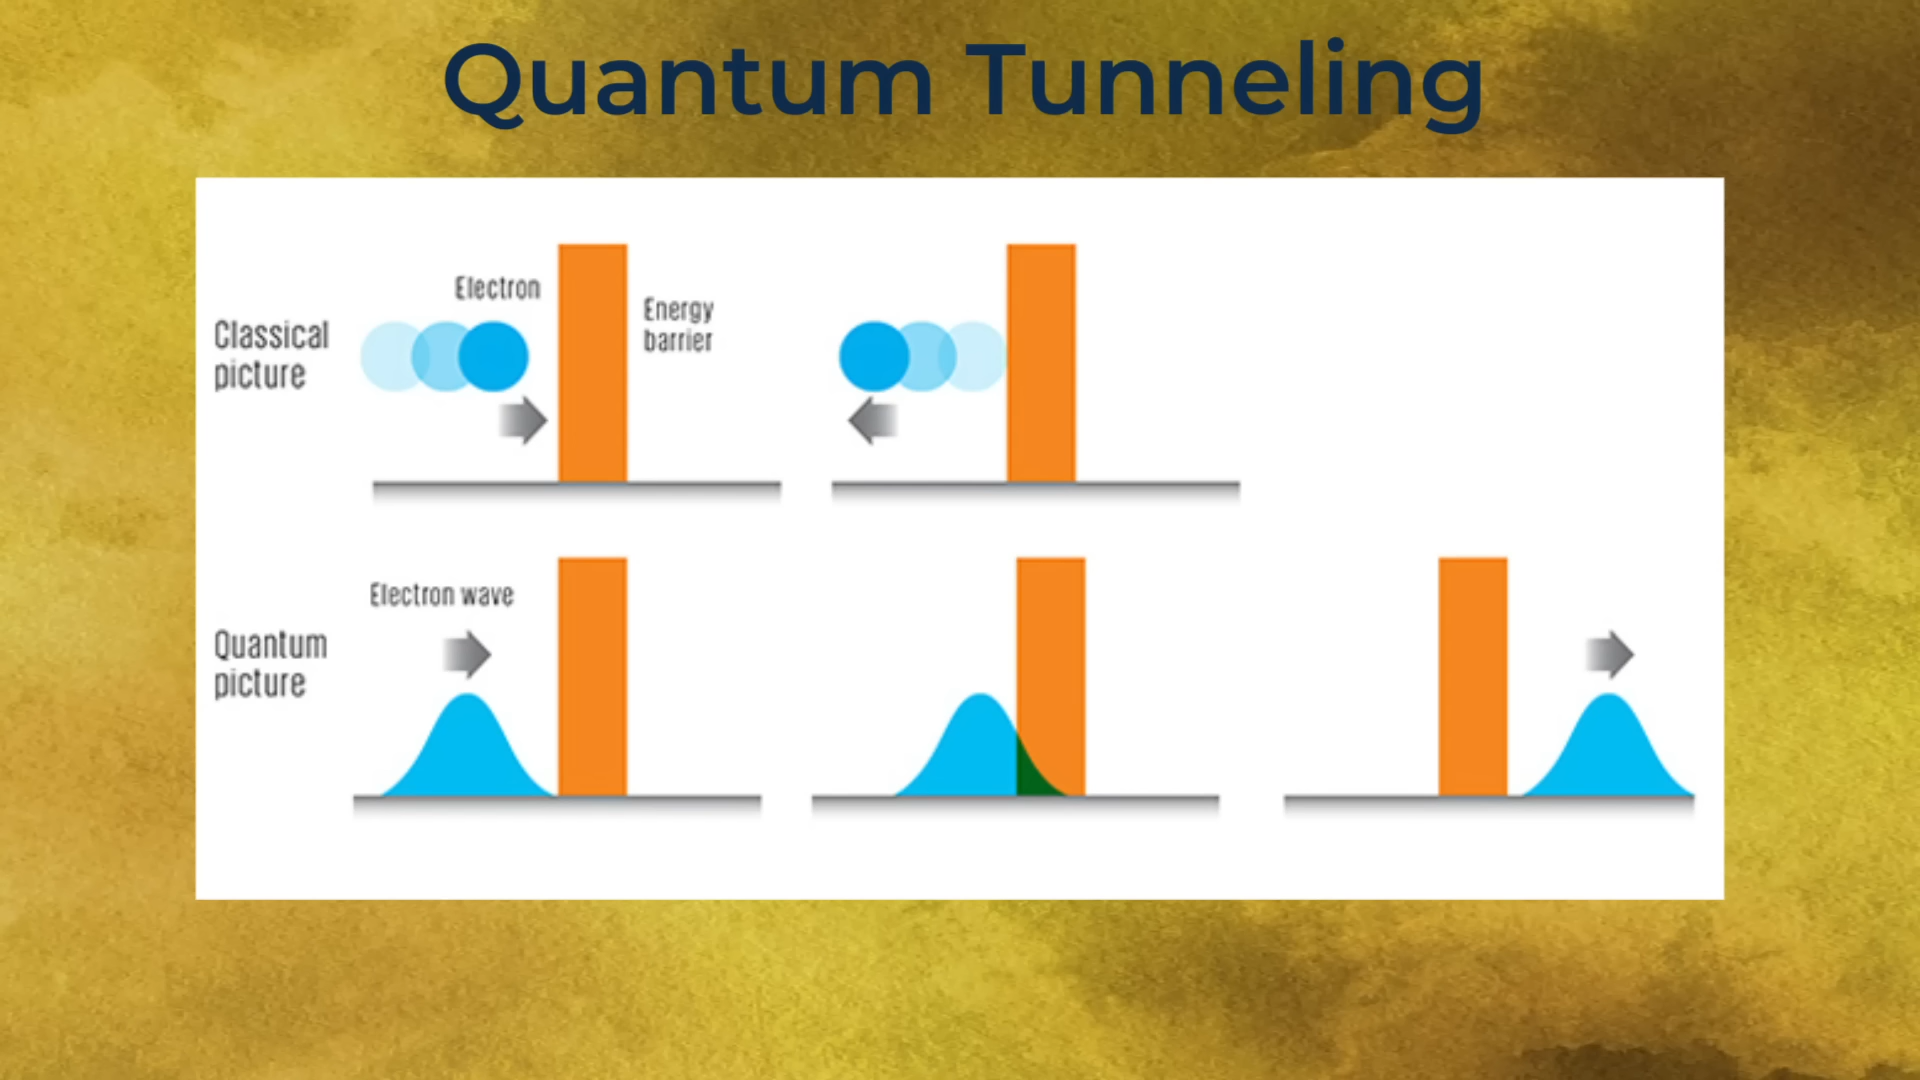 Quantum Tunneling
Electron
Energy
barrier
Classical
picture
Electron wave
Quantum
picture